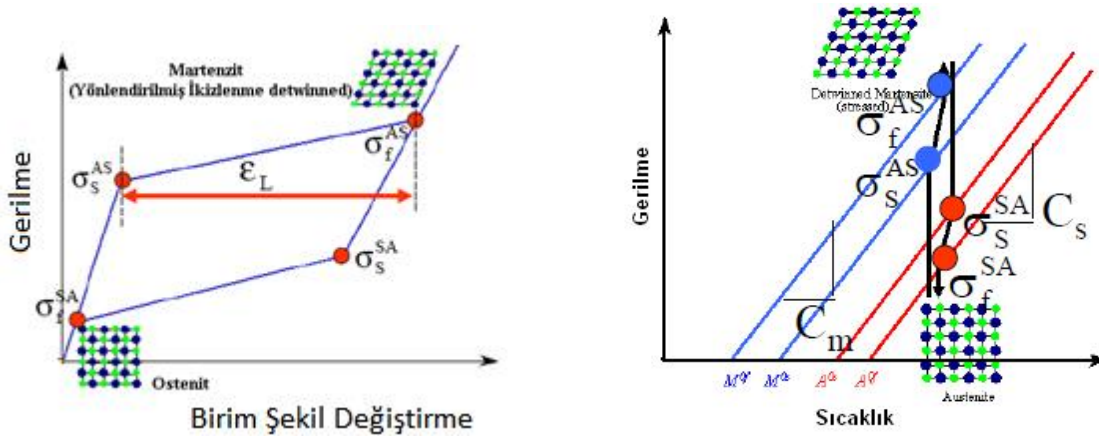 Martenzit
(Yönlendirilmiş İkizlenme detwinned)
σ_f^AS
σ_S^AS
ε_L
σ_S^SA
σ_f^SA
Ostenit
Gerilme
Birim Şekil Değiştirme
Detwinned Martensite
(stressed)
σ_f^AS
σ_S^AS
σ_S^SA
C_s
σ_f^SA
C_m
Gerilme
Austenite
Sıcaklık